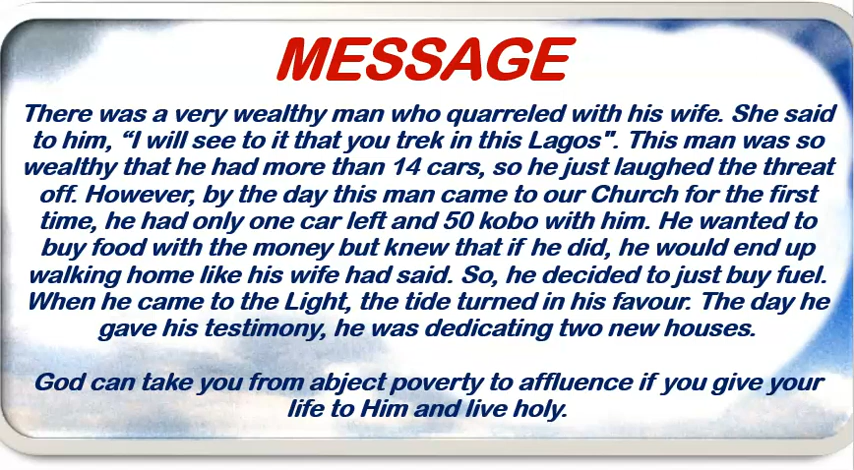 MESSAGE
There was a very wealthy man who quarreled with his wife. She said
to him, “I will see to it that you trek in this Lagos". This man was so
wealthy that he had more than 14 cars, so he just laughed the threat
off. However, by the day this man came to our Church for the first
time, he had only one car left and 50 kobo with him. He wanted to
buy food with the money but knew that if he did, he would end up
walking home like his wife had said. So, he decided to just buy fuel.
When he came to the Light, the tide turned in his favour. The day he
gave his testimony, he was dedicating two new houses.
God can take you from abject poverty to affluence if you give your
life to Him and live holy.